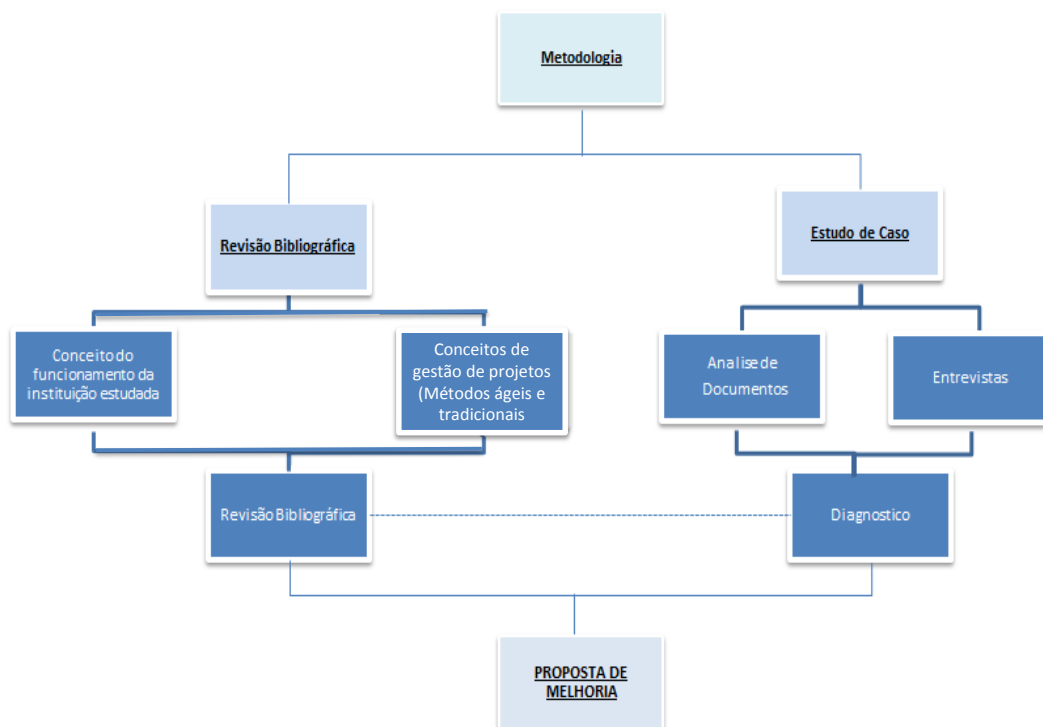 Metodologia
Revisão Bibliográfica
Estudo de Caso
Conceito do
funcionamento da
instituição estudada
Conceitos de
gestão de projetos
(Métodos ágeis e
tradicionais
Analise de
Documentos
Entrevistas
Revisão Bibliográfica
Diagnostico
PROPOSTA DE
MELHORIA